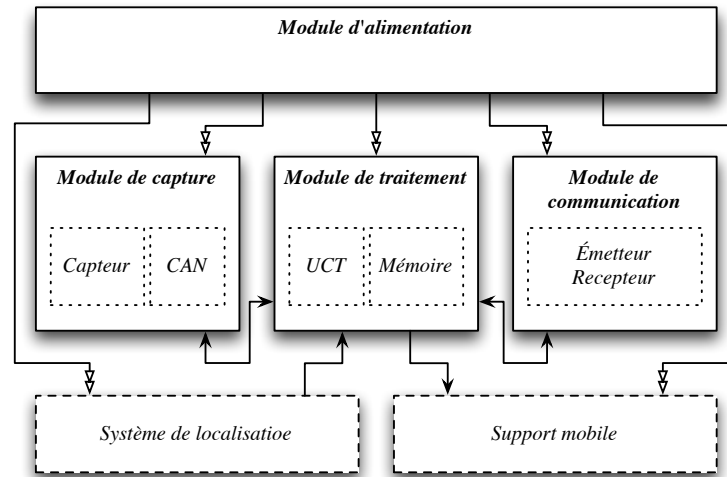 Module d'alimentation
Module de capture
Module de traitement
Module de
communication
Capteur
CAN
UCT
Mémoire
Émetteur
Recepteur
Système de localisatioe
Support mobile